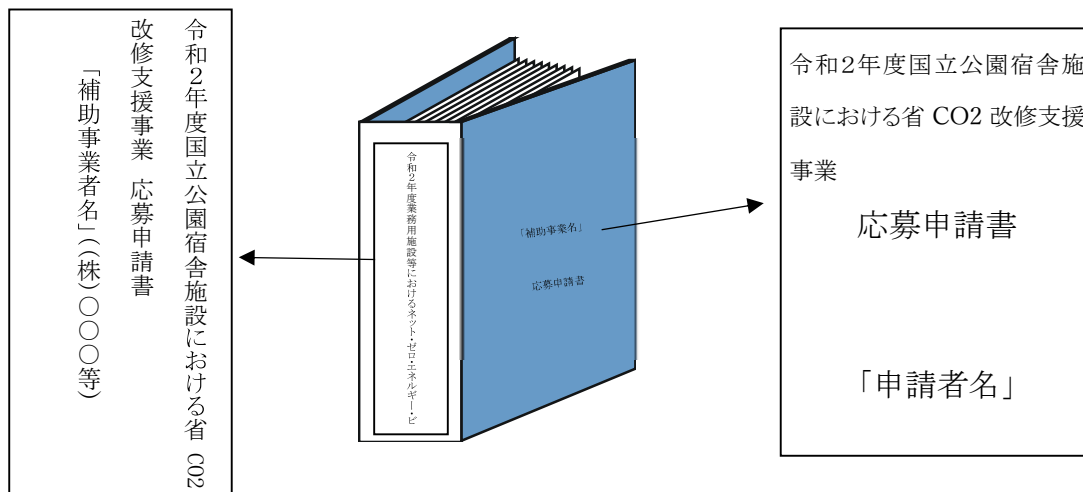 令和２年度国立公園宿舎施設における省 CO2
改修支援事業 応募申請書
「補助事業者名」（（株）○○○等）
令和２年度業務用施設等におけるネット・ゼロ・エネルギー・ビ
「補助事業名」
応募申請書
令和２年度国立公園宿舎施
設における省 CO2 改修支援
事業
応募申請書
「申請者名」